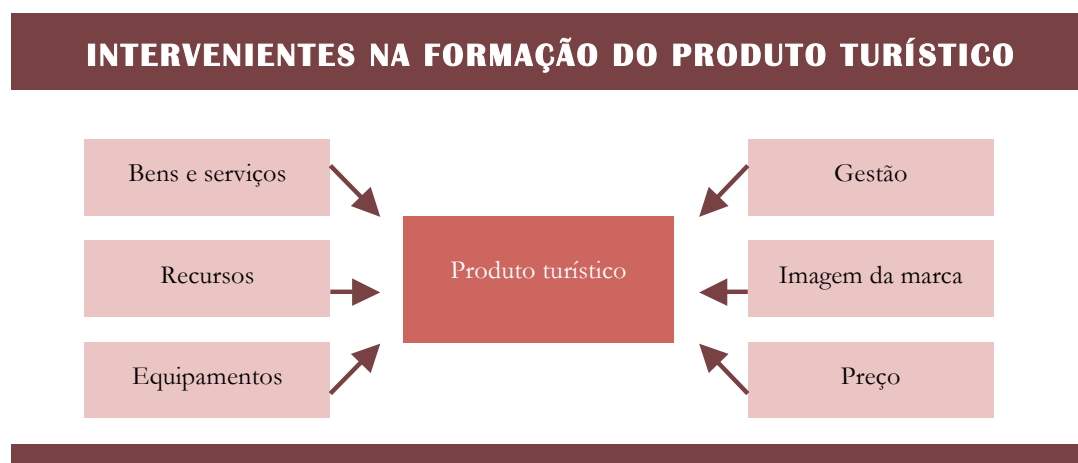 INTERVENIENTES NA FORMAÇÃO DO PRODUTO TURÍSTICO
Bens e serviços
Gestão
Produto turístico
Recursos
Imagem da marca
Equipamentos
Preço